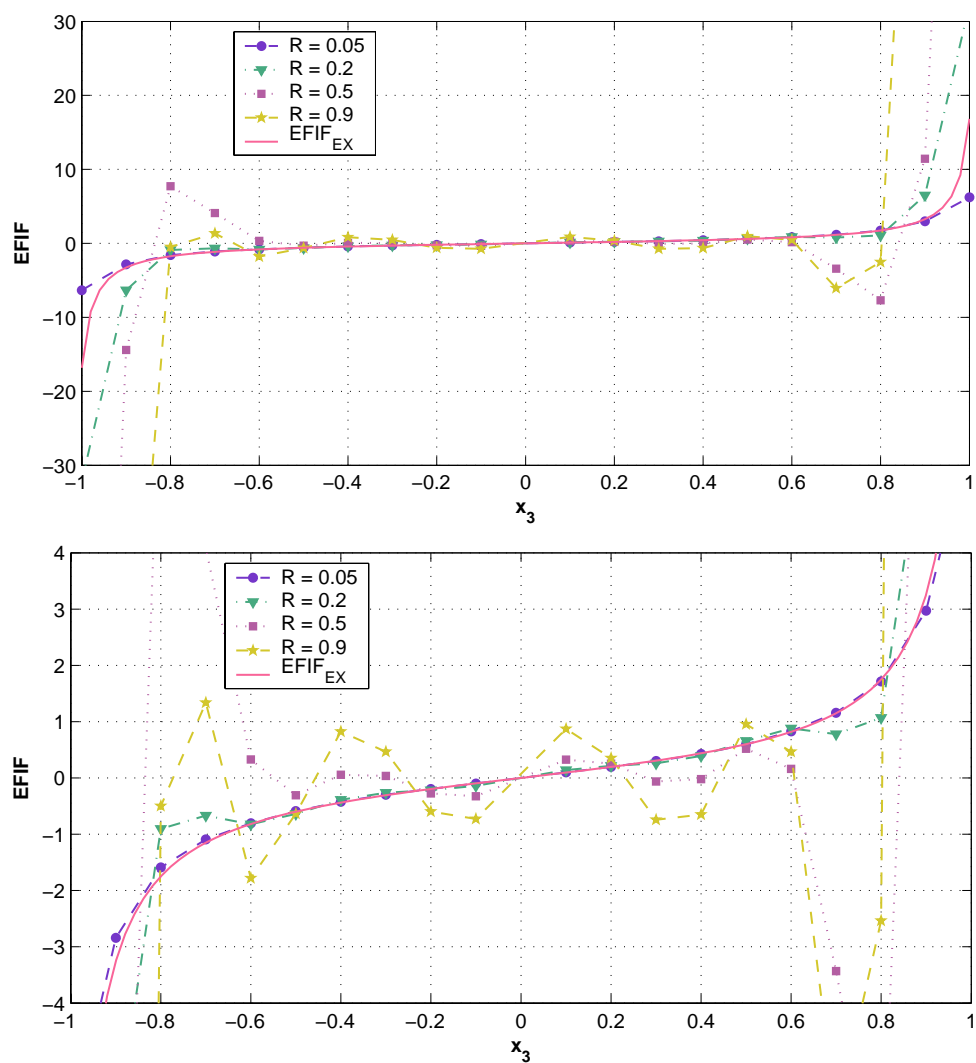 30
20
10
0
−10
−20
−30
EFIF
R = 0.05
R = 0.2
R = 0.5
R = 0.9
EFIF_EX
−1 −0.8 −0.6 −0.4 −0.2 0 0.2 0.4 0.6 0.8 1
x_3
4
3
2
1
0
−1
−2
−3
−4
EFIF
R = 0.05
R = 0.2
R = 0.5
R = 0.9
EFIF_EX
−1 −0.8 −0.6 −0.4 −0.2 0 0.2 0.4 0.6 0.8 1
x_3